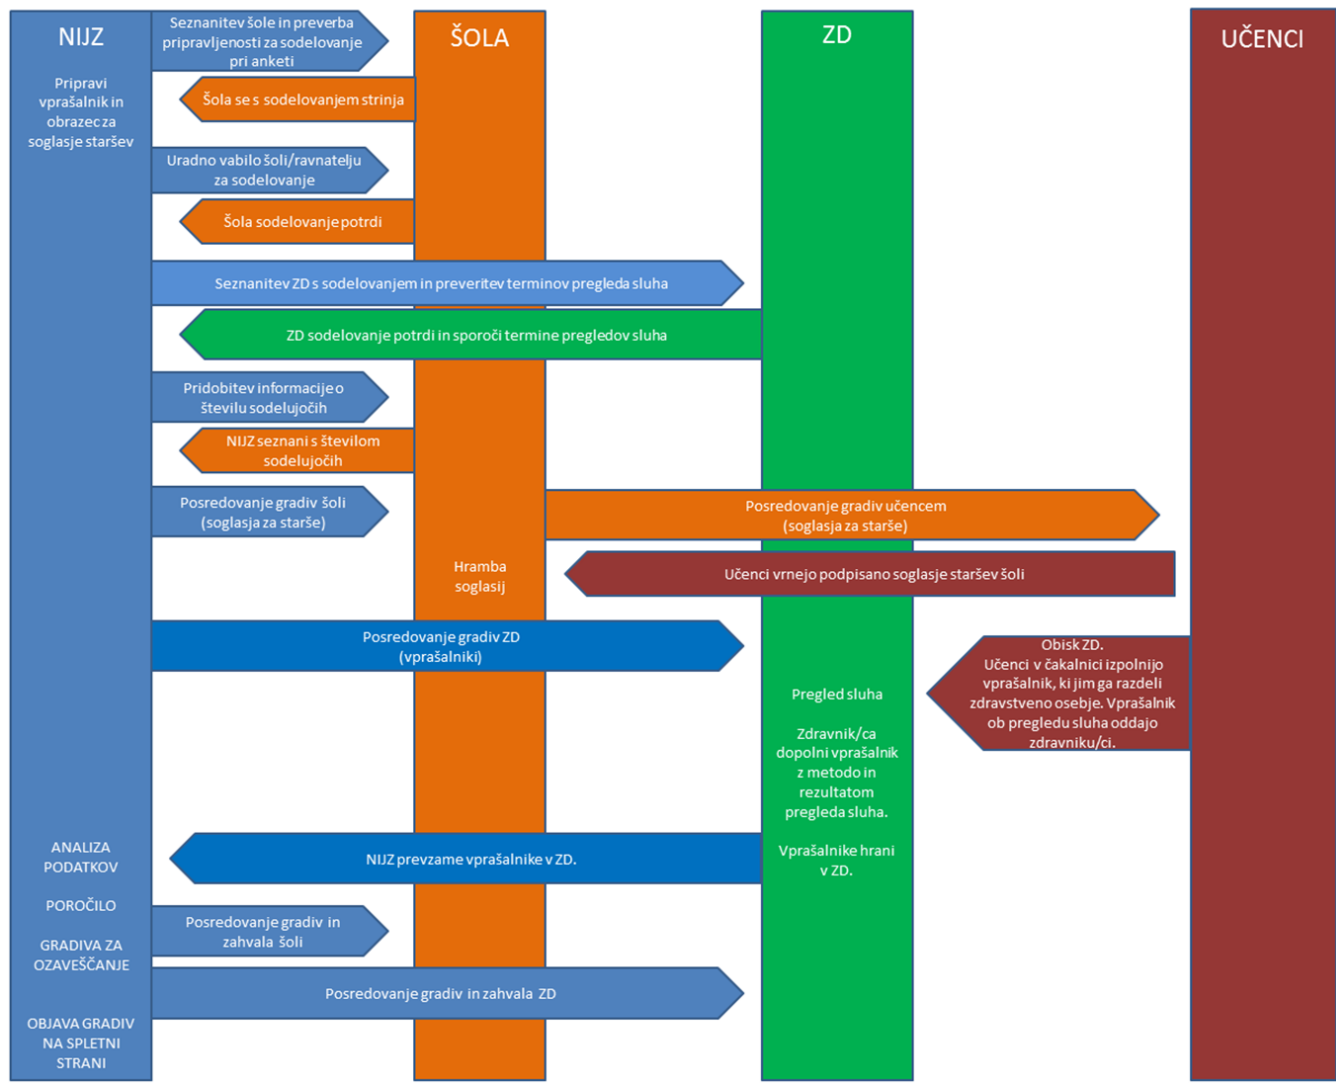 NIJZ
Pripravi
vprašalnik in
obrazec za
soglasje staršev
Seznanitev šole in preverba
pripravljenosti za sodelovanje
pri anketi
ŠOLA
ZD
UČENCI
Šola se s sodelovanjem strinja
Uradno vabilo šoli/ravnatelju
za sodelovanje
Šola sodelovanje potrdi
Seznanitev ZD s sodelovanjem in preveritev terminov pregleda sluha
ZD sodelovanje potrdi in sporoči termine pregledov sluha
Pridobitev informacije o
številu sodelujočih
NIJZ seznani s številom
sodelujočih
Posredovanje gradiv šoli
(soglasja za starše)
Posredovanje gradiv učencem
(soglasja za starše)
Hramba
soglasij
Učenci vrnejo podpisano soglasje staršev šoli
Posredovanje gradiv ZD
(vprašalniki)
Obisk ZD.
Učenci v čakalnici izpolnijo
vprašalnik, ki jim ga razdeli
zdravstveno osebje. Vprašalnik
ob pregledu sluha oddajo
zdravniku/ci.
Pregled sluha
Zdravnik/ca
dopolni vprašalnik
z metodo in
rezultatom
pregleda sluha.
Vprašalnike hrani
v ZD.
NIJZ prevzame vprašalnike v ZD.
ANALIZA
PODATKOV
POROČILO
GRADIVA ZA
OZAVEŠČANJE
OBJAVA GRADIV
NA SPLETNI
STRANI
Posredovanje gradiv in
zahvala šoli
Posredovanje gradiv in zahvala ZD